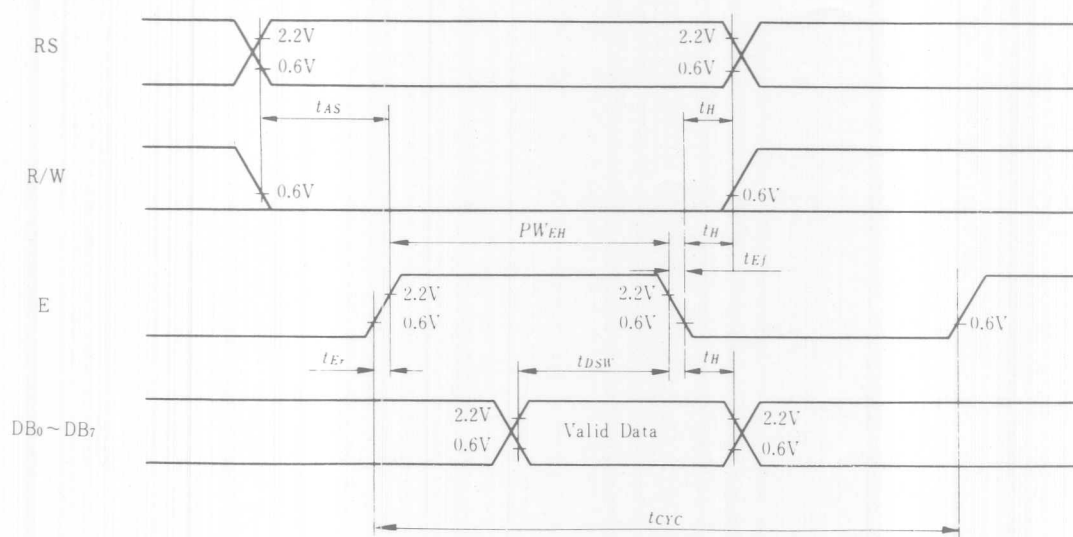 RS
2.2V
0.6V
2.2V
0.6V
tAS
tH
R/W
0.6V
0.6V
PWEH
tH
tEf
E
2.2V
0.6V
2.2V
0.6V
0.6V
tEr
tDSW
tH
DB0~DB7
2.2V
0.6V
Valid Data
2.2V
0.6V
tCYC